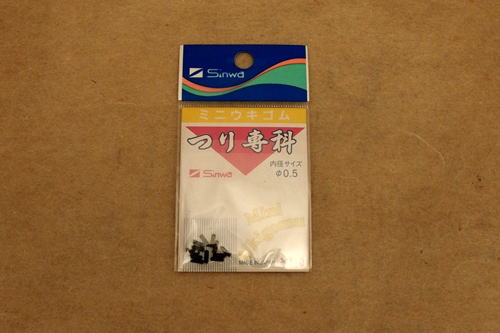 Sinwa
ミニウキゴム
つり専科
内径サイズ
Sinwa
φ0.5
Mini